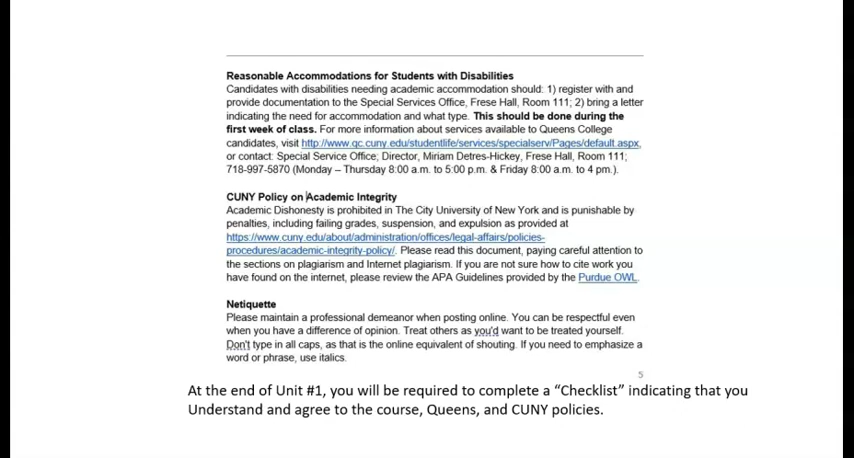 Reasonable Accommodations for Students with Disabilities
Candidates with disabilities needing academic accommodation should: 1) register with and
provide documentation to the Special Services Office, Frese Hall, Room 111; 2) bring a letter
indicating the need for accommodation and what type. This should be done during the
first week of class. For more information about services available to Queens College
candidates, visit http://www.qc.cuny.edu/studentlife/services/specialserv/Pages/default.aspx,
or contact: Special Service Office; Director, Miriam Detres-Hickey, Frese Hall, Room 111;
718-997-5870 (Monday – Thursday 8:00 a.m. to 5:00 p.m. & Friday 8:00 a.m. to 4 pm.).
CUNY Policy on Academic Integrity
Academic Dishonesty is prohibited in The City University of New York and is punishable by
penalties, including failing grades, suspension, and expulsion as provided at
https://www.cuny.edu/about/administration/offices/legal-affairs/policies-
procedures/academic-integrity-policy/. Please read this document, paying careful attention to
the sections on plagiarism and Internet plagiarism. If you are not sure how to cite work you
have found on the internet, please review the APA Guidelines provided by the Purdue OWL.
Netiquette
Please maintain a professional demeanor when posting online. You can be respectful even
when you have a difference of opinion. Treat others as you'd want to be treated yourself.
Don't type in all caps, as that is the online equivalent of shouting. If you need to emphasize a
word or phrase, use italics.
5
At the end of Unit #1, you will be required to complete a “Checklist” indicating that you
Understand and agree to the course, Queens, and CUNY policies.